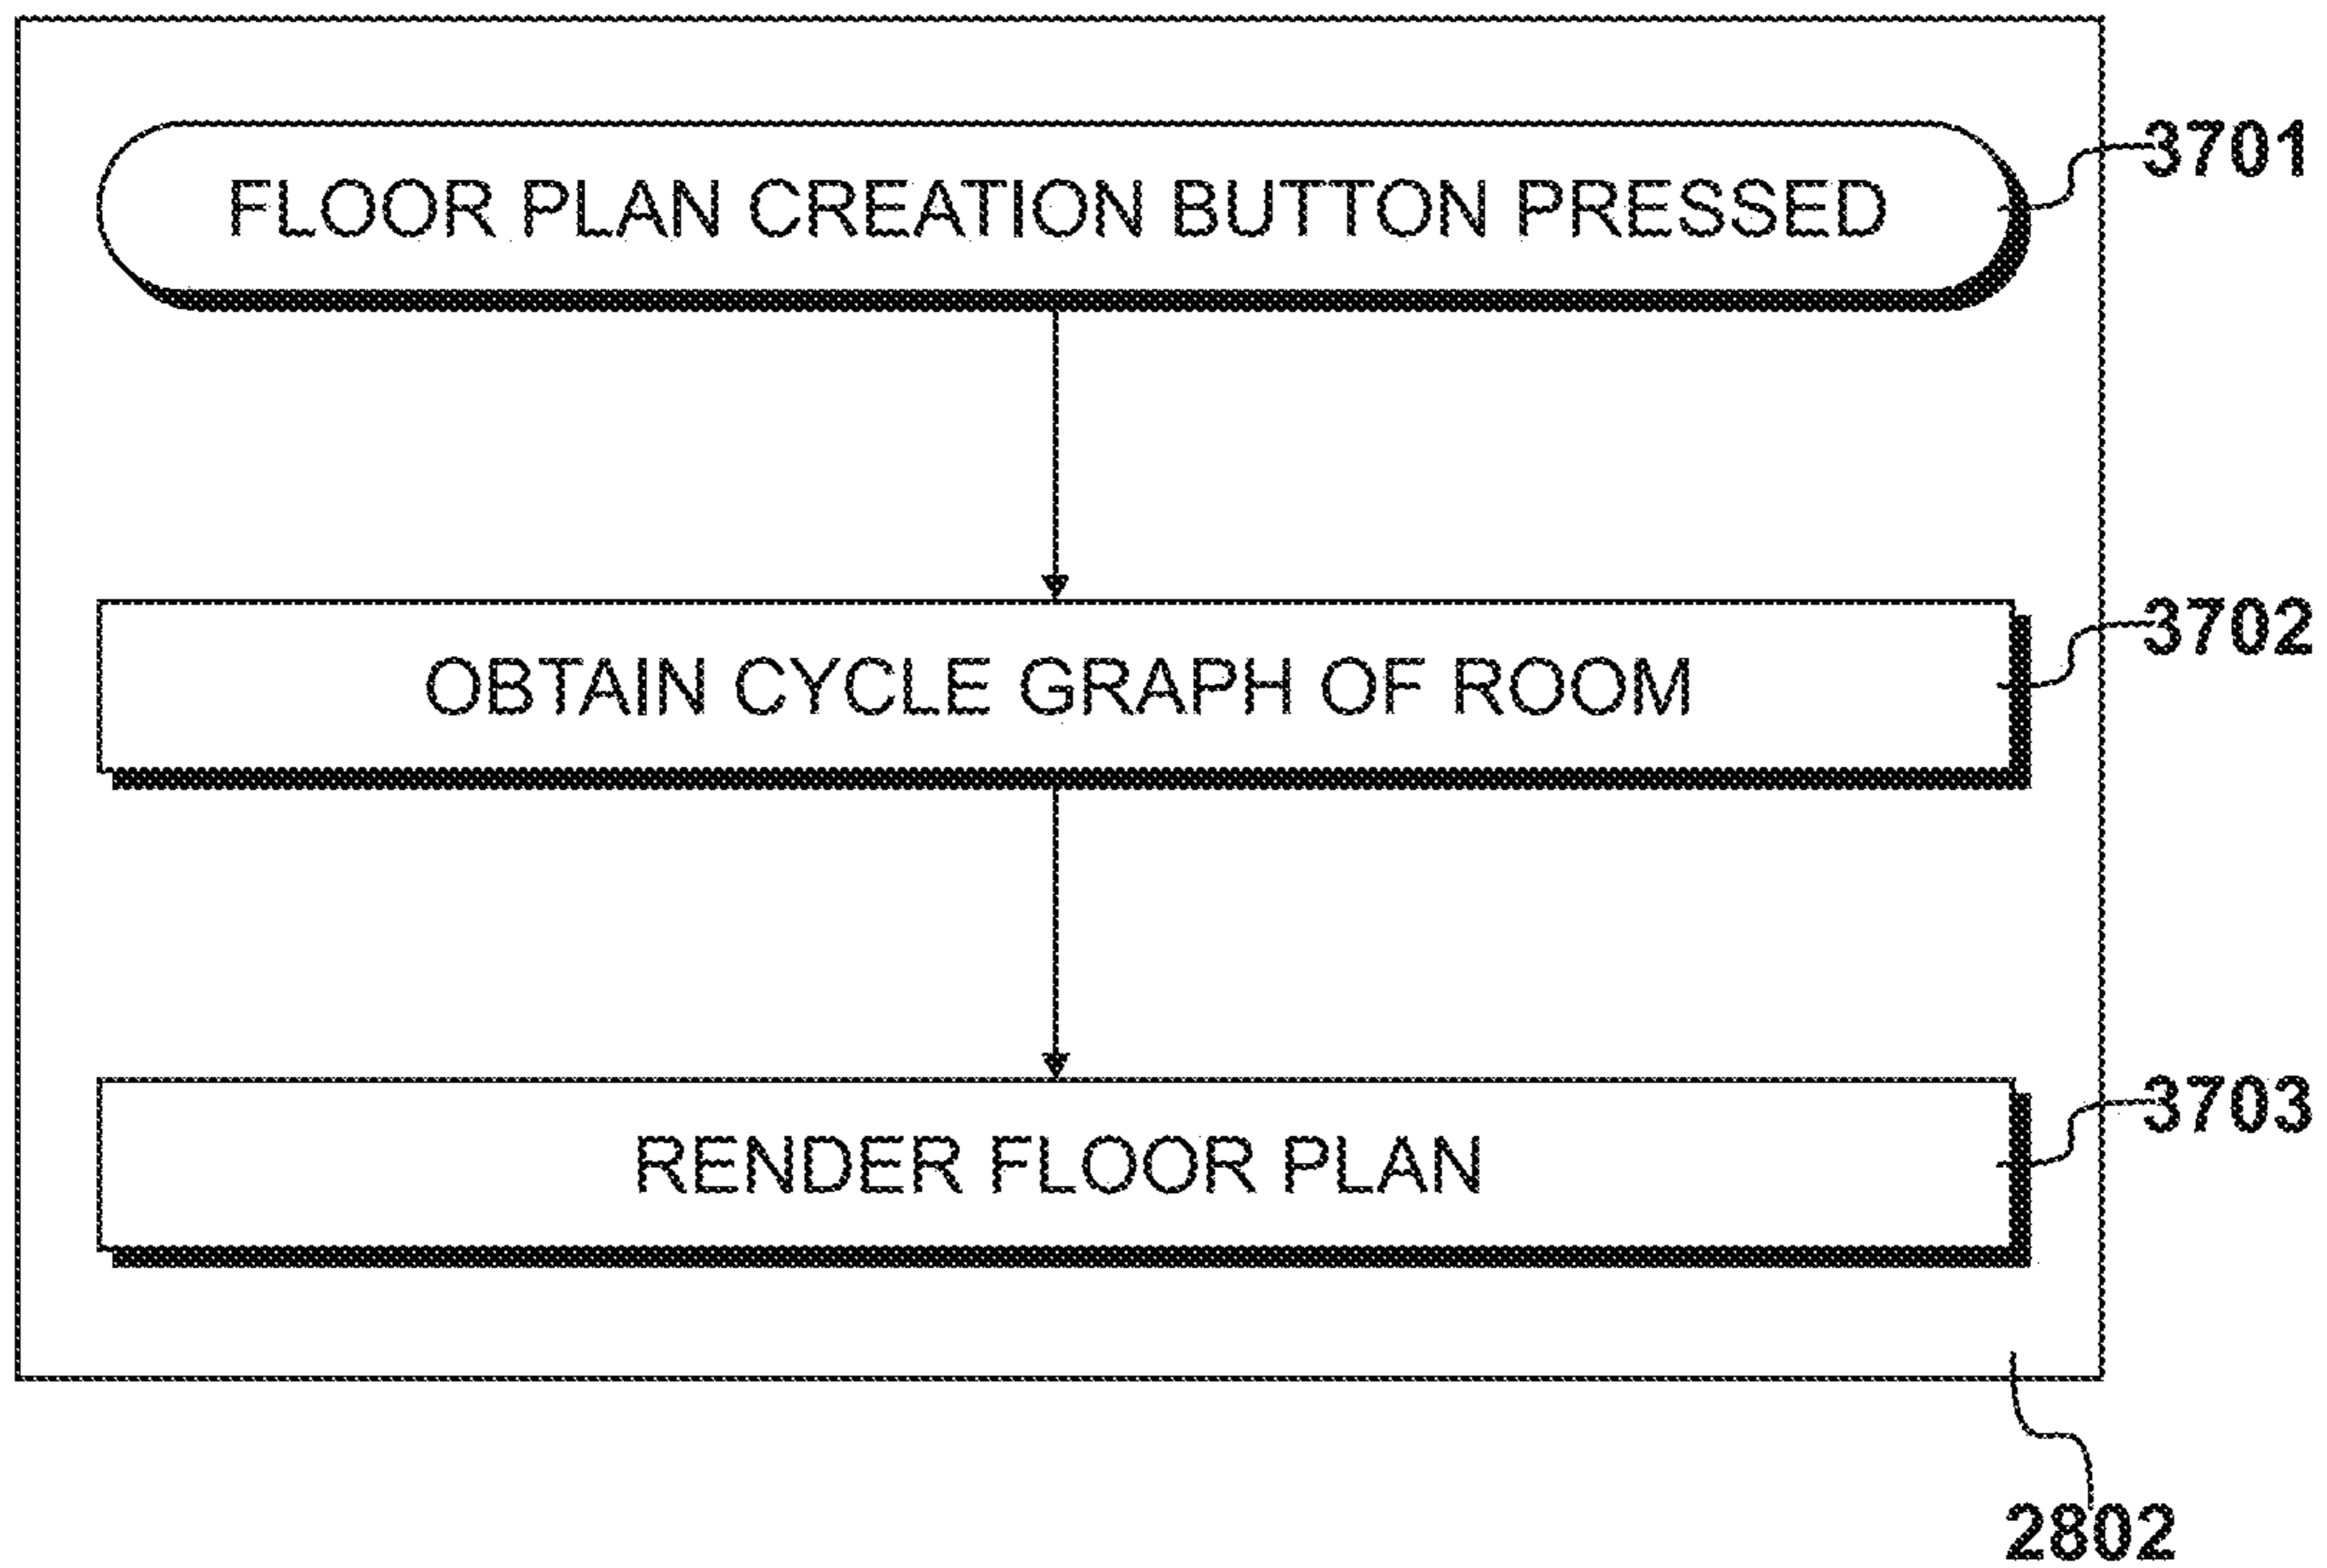 FLOOR PLAN CREATION BUTTON PRESSED
3701
OBTAIN CYCLE GRAPH OF ROOM
3702
RENDER FLOOR PLAN
3703
2802